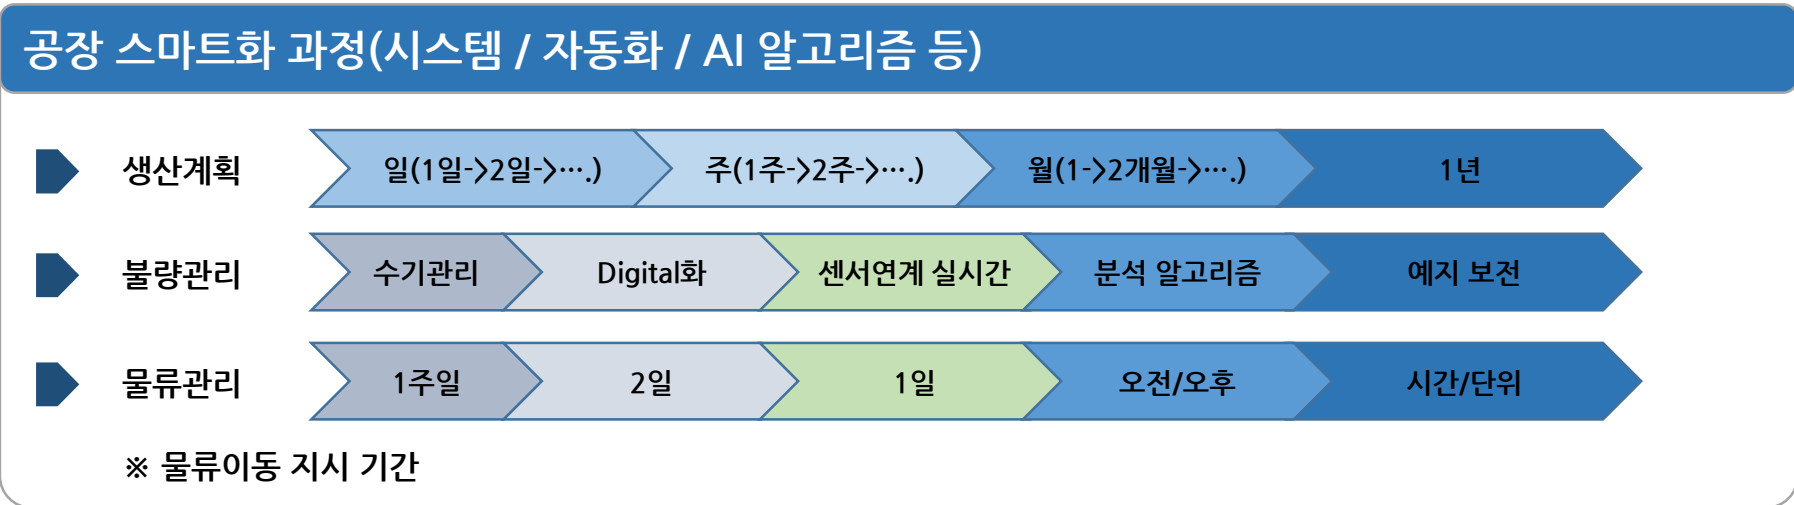 공장 스마트화 과정(시스템 / 자동화 / AI 알고리즘 등)
생산계획 일(1일->2일->….) 주(1주->2주->….) 월(1->2개월->….) 1년
불량관리 수기관리 Digital화 센서연계 실시간 분석 알고리즘 예지 보전
물류관리 1주일 2일 1일 오전/오후 시간/단위
※ 물류이동 지시 기간